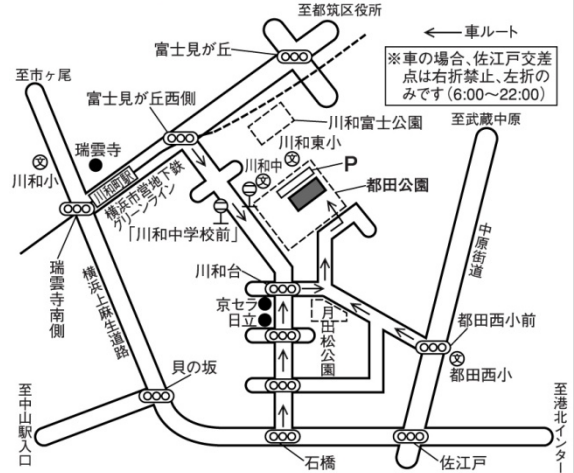 至都筑区役所
←車ルート
富士見が丘
※車の場合、佐江戸交差
点は右折禁止、左折の
みです(6:00〜22:00)
至市ヶ尾
富士見が丘西側
川和富士公園
至武蔵中原
川和東小
瑞雲寺
文
川和小
川和中
文
P
都田公園
川和町駅
横浜市営地下鉄
グリーンライン
「川和中学校前」
中原街道
瑞雲寺南側
横浜上麻生道路
川和台
京セラ
日立
月出松公園
都田西小前
文
都田西小
貝の坂
至中山駅入口
石橋
佐江戸
至港北インター